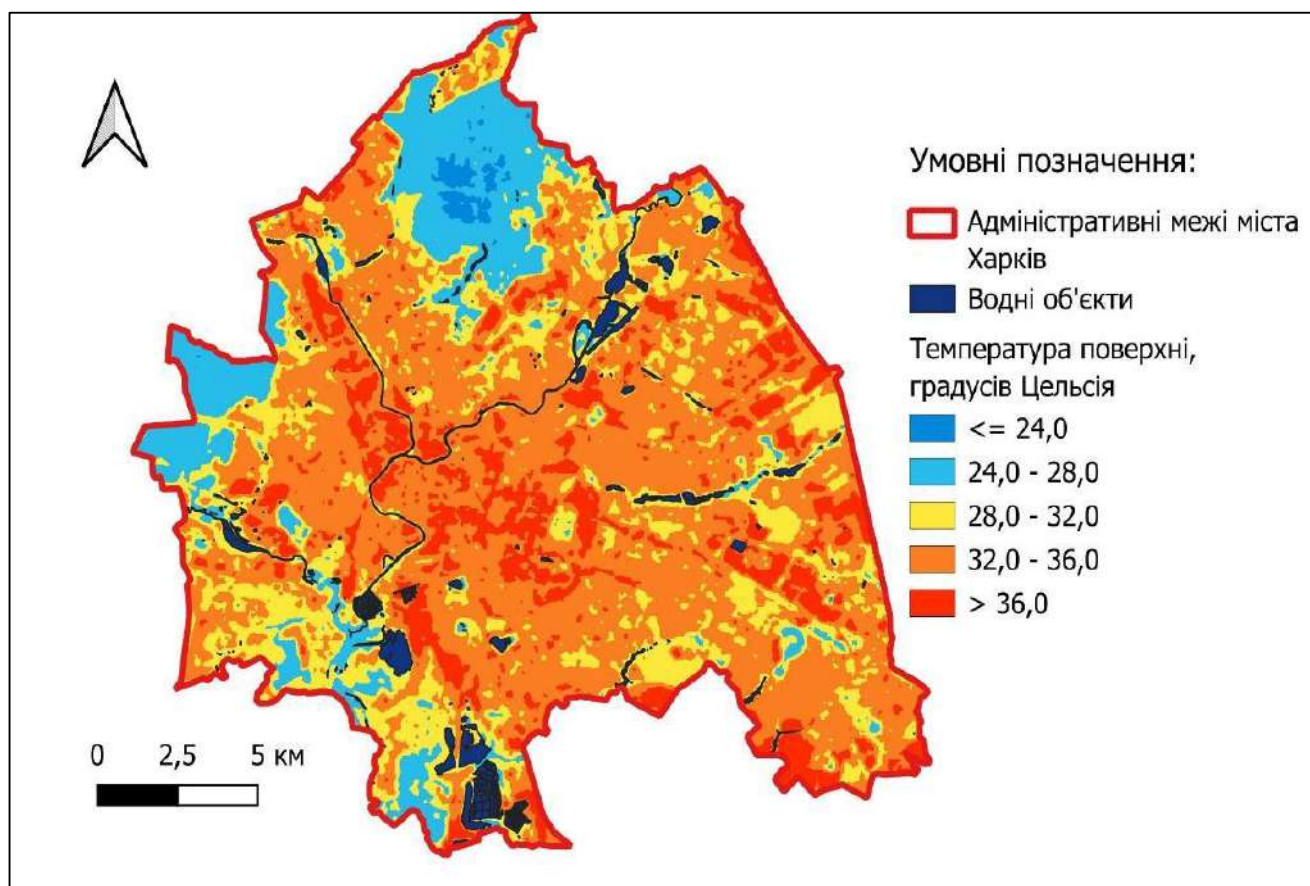 Умовні позначення:
Адміністративні межі міста
Харків
Водні об'єкти
Температура поверхні,
градусів Цельсія
<= 24,0
24,0 - 28,0
28,0 - 32,0
32,0 - 36,0
> 36,0
0 2,5 5 км